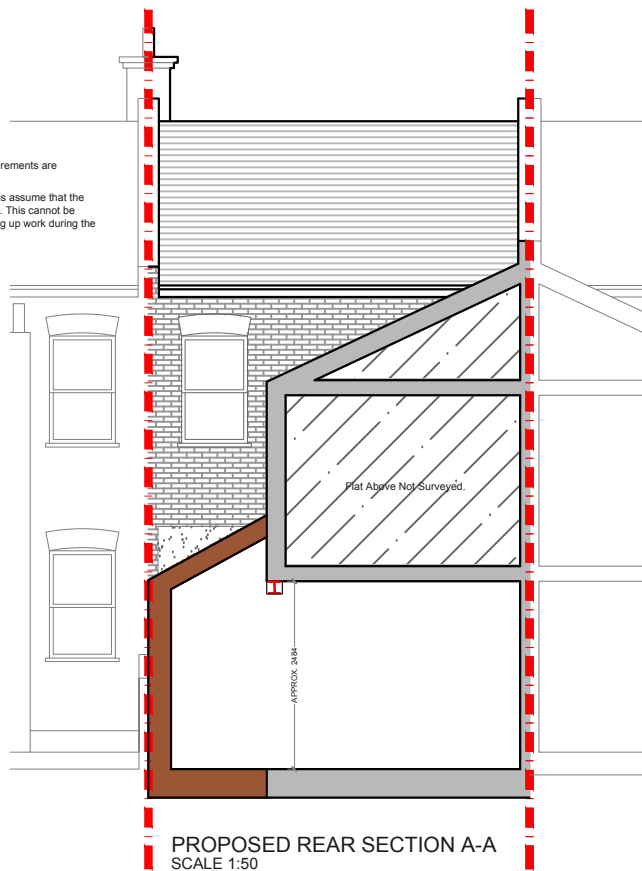 rements are
s assume that the
. This cannot be
g up work during the
Flat Above Not Surveyed.
APPROX. 2484
PROPOSED REAR SECTION A-A
SCALE 1:50